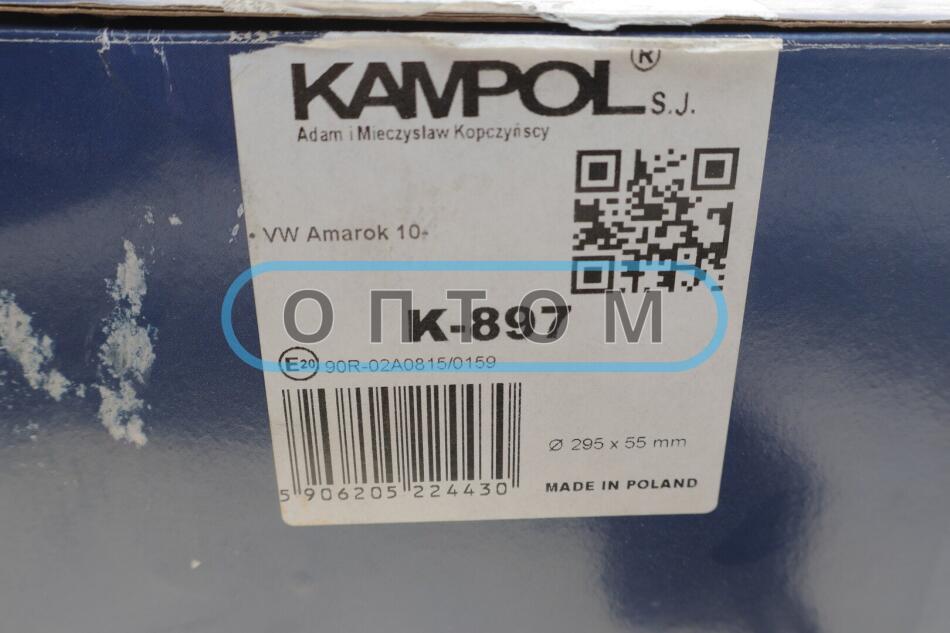 KAMPOL® S.J.
Adam i Mieczysław Kopczyńscy
• VW Amarok 10-
ОПТОМ
K-897
E20 90R-02A0815/0159
Ø 295 x 55 mm
5 906205 224430
MADE IN POLAND